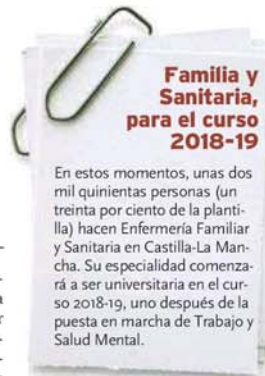 Familia y
Sanitaria,
para el curso
2018-19
En estos momentos, unas dos
mil quinientas personas (un
treinta por ciento de la planti-
lla) hacen Enfermería Familiar
y Sanitaria en Castilla-La Man-
cha. Su especialidad comenza-
rá a ser universitaria en el cur-
so 2018-19, uno después de la
puesta en marcha de Trabajo y
Salud Mental.